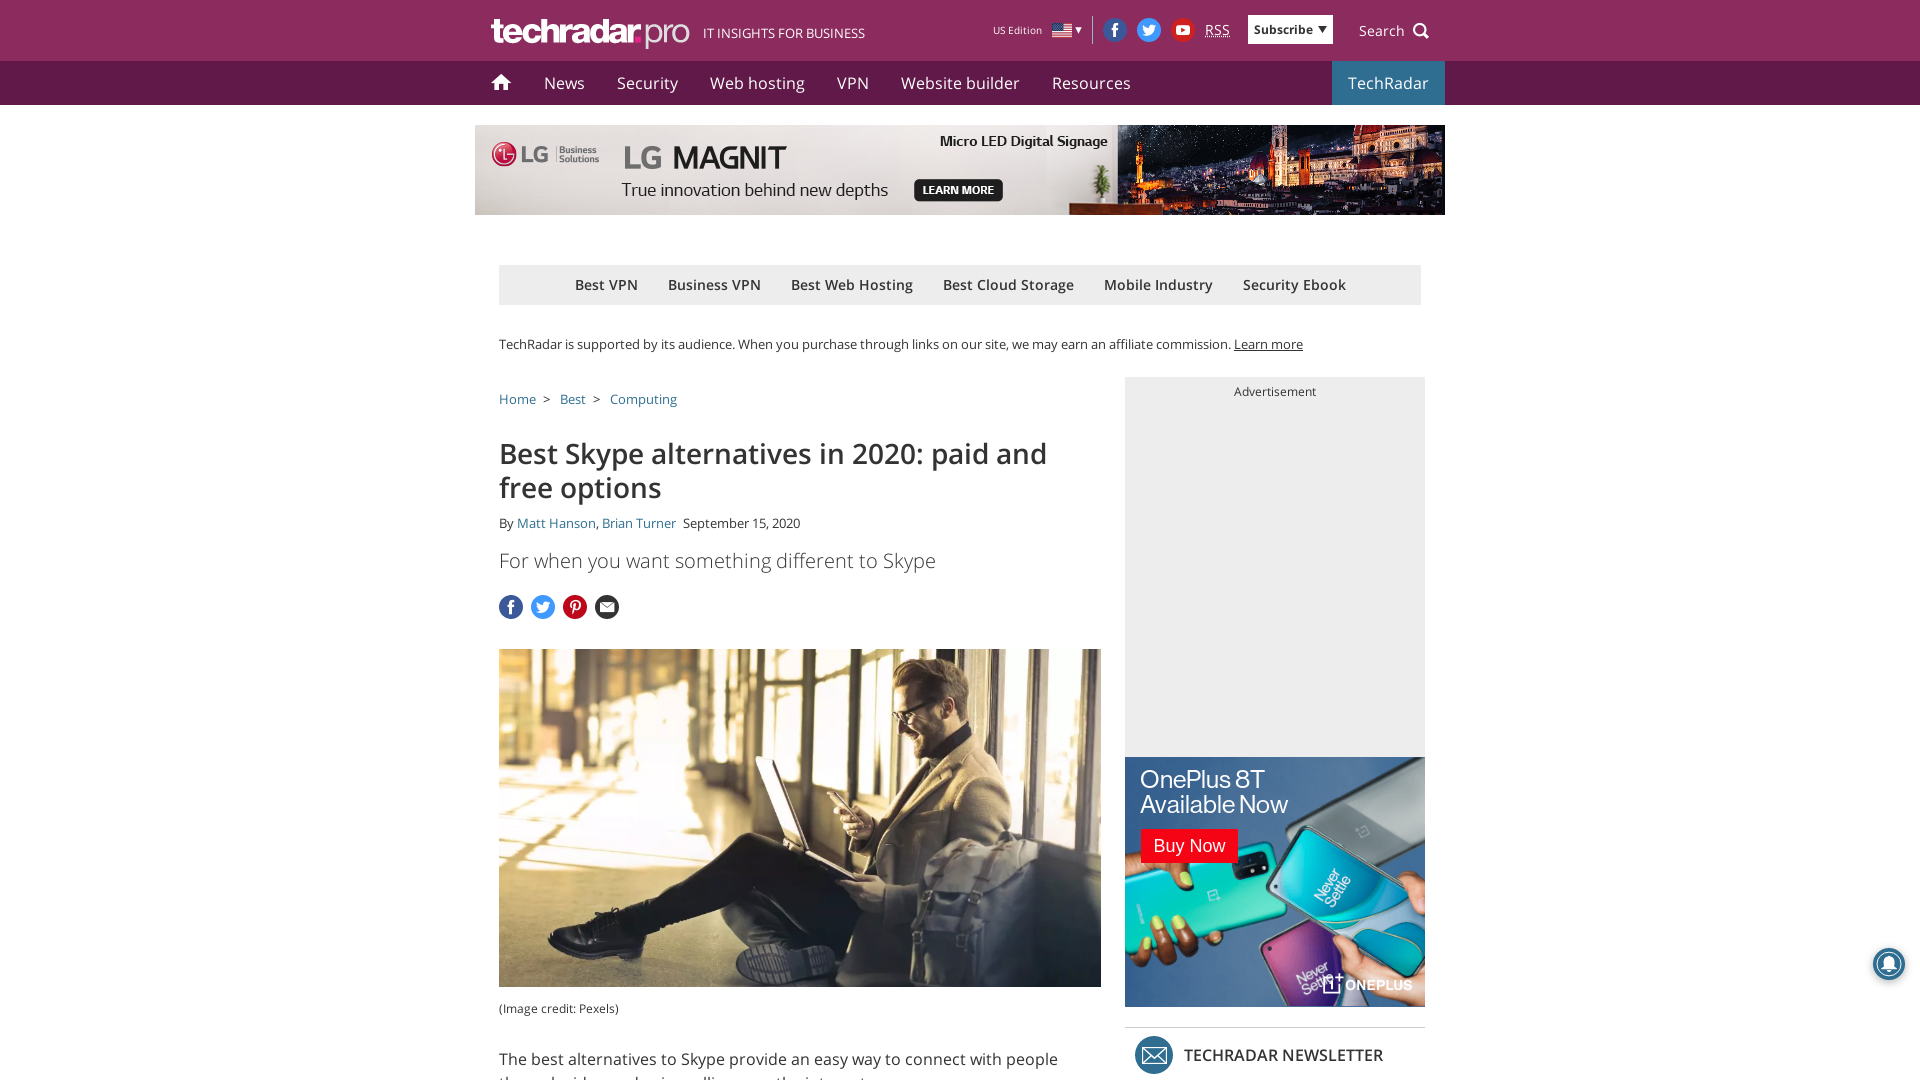 techradar.pro IT INSIGHTS FOR BUSINESS
US Edition
RSS
Subscribe
Search
News
Security
Web hosting
VPN
Website builder
Resources
TechRadar
LG Business Solutions
LG MAGNIT
True innovation behind new depths
LEARN MORE
Micro LED Digital Signage
Best VPN
Business VPN
Best Web Hosting
Best Cloud Storage
Mobile Industry
Security Ebook
TechRadar is supported by its audience. When you purchase through links on our site, we may earn an affiliate commission. Learn more
Home > Best > Computing
Best Skype alternatives in 2020: paid and
free options
By Matt Hanson, Brian Turner September 15, 2020
For when you want something different to Skype
(Image credit: Pexels)
The best alternatives to Skype provide an easy way to connect with people
Advertisement
OnePlus 8T
Available Now
Buy Now
Never
Settle
Never
Settle
ONEPLUS
TECHRADAR NEWSLETTER